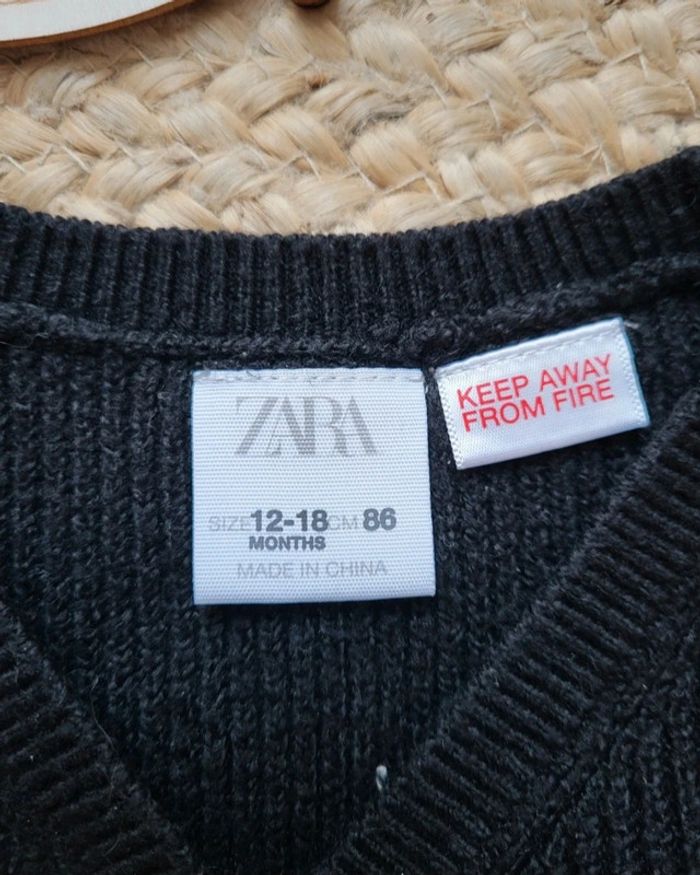 ZARA
SIZE 12-18 CM 86
MONTHS
MADE IN CHINA
KEEP AWAY
FROM FIRE